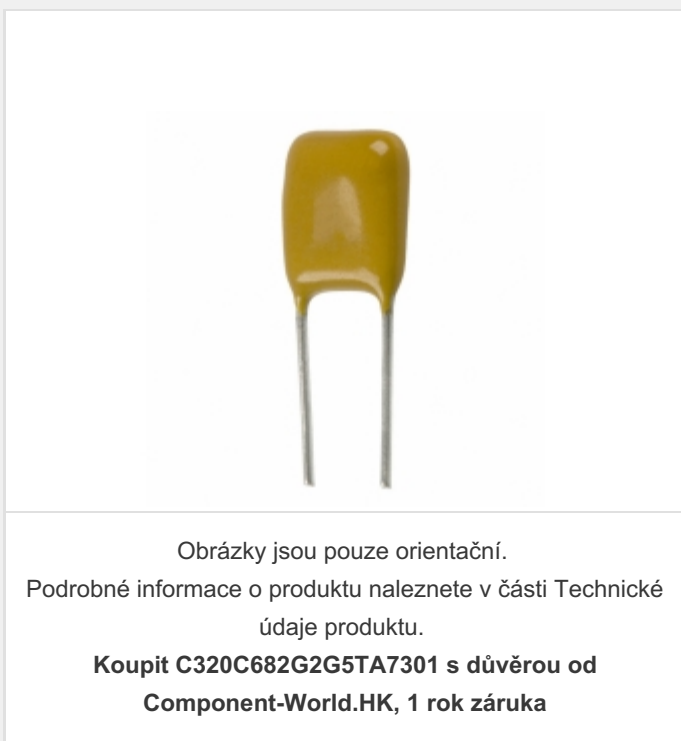 Obrázky jsou pouze orientační.
Podrobné informace o produktu naleznete v části Technické
údaje produktu.
Koupit C320C682G2G5TA7301 s důvěrou od
Component-World.HK, 1 rok záruka